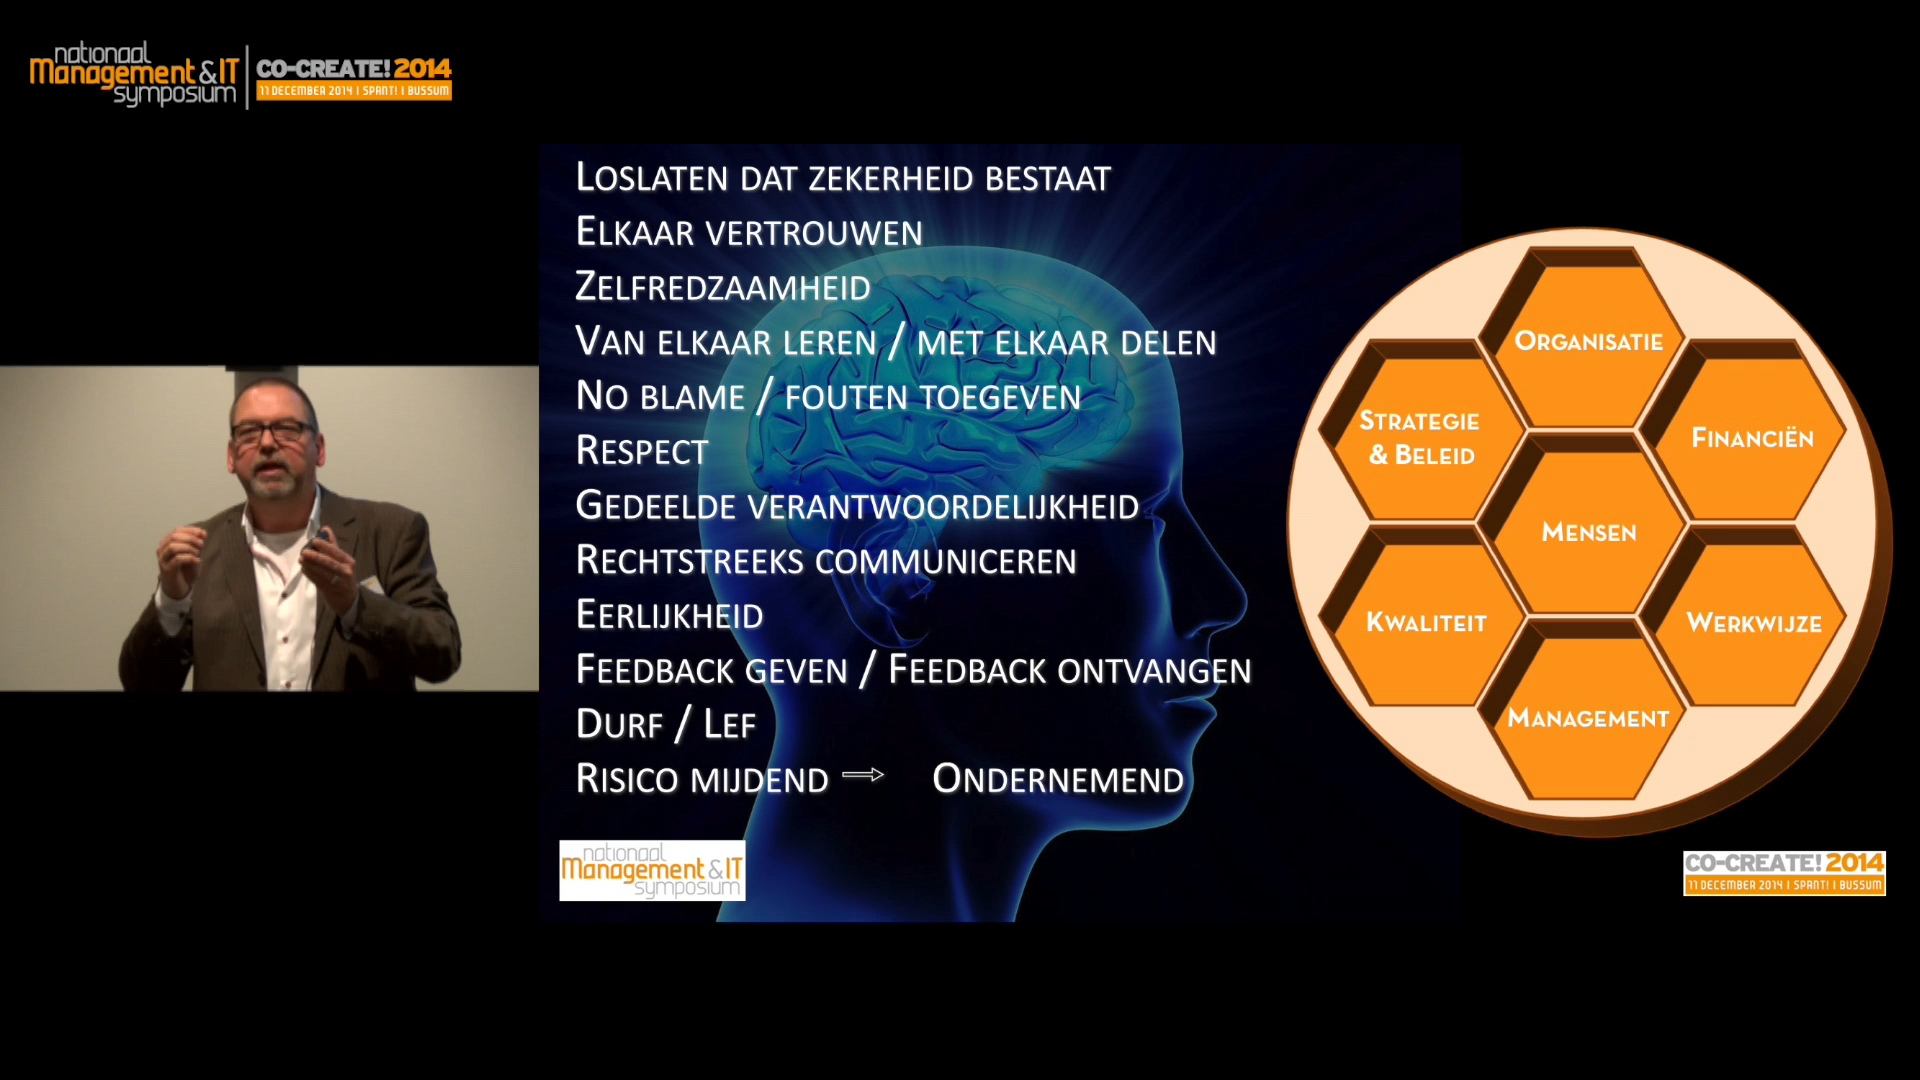 nationaal
Management & IT
symposium
CO-CREATE! 2014
11 DECEMBER 2014 | SPANT! | BUSSUM
LOSLATEN DAT ZEKERHEID BESTAAT
ELKAAR VERTROUWEN
ZELFREDZAAMHEID
VAN ELKAAR LEREN / MET ELKAAR DELEN
NO BLAME / FOUTEN TOEGEVEN
RESPECT
GEDEELDE VERANTWOORDELIJKHEID
RECHTSTREEKS COMMUNICEREN
EERLIJKHEID
FEEDBACK GEVEN / FEEDBACK ONTVANGEN
DURF / LEF
RISICO MIJDEND ⇨ ONDERNEMEND
ORGANISATIE
STRATEGIE
& BELEID
FINANCIËN
MENSEN
KWALITEIT
WERKWIJZE
MANAGEMENT
nationaal
Management & IT
symposium
CO-CREATE! 2014
11 DECEMBER 2014 | SPANT! | BUSSUM